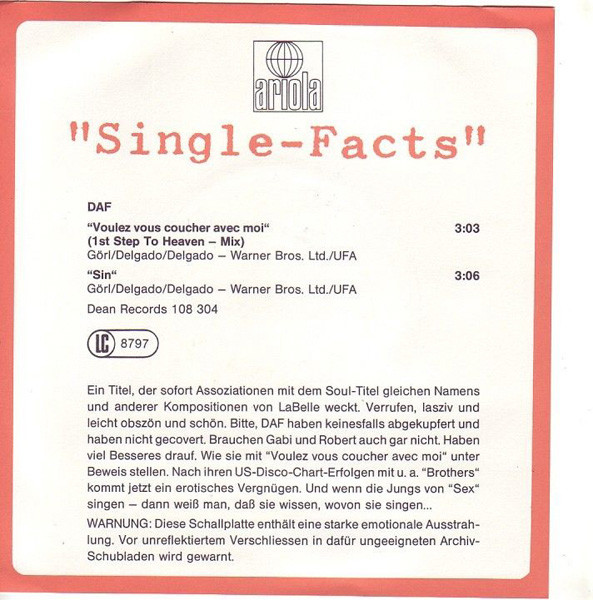 ariola
"Single-Facts"
DAF
“Voulez vous coucher avec moi“ 3:03
(1st Step To Heaven – Mix)
Görl/Delgado/Delgado – Warner Bros. Ltd./UFA
“Sin“ 3:06
Görl/Delgado/Delgado – Warner Bros. Ltd./UFA
Dean Records 108 304
LC 8797
Ein Titel, der sofort Assoziationen mit dem Soul-Titel gleichen Namens
und anderer Kompositionen von LaBelle weckt. Verrufen, lasziv und
leicht obszön und schön. Bitte, DAF haben keinesfalls abgekupfert und
haben nicht gecovert. Brauchen Gabi und Robert auch gar nicht. Haben
viel Besseres drauf. Wie sie mit “Voulez vous coucher avec moi“ unter
Beweis stellen. Nach ihren US-Disco-Chart-Erfolgen mit u. a. “Brothers“
kommt jetzt ein erotisches Vergnügen. Und wenn die Jungs von “Sex“
singen – dann weiß man, daß sie wissen, wovon sie singen...
WARNUNG: Diese Schallplatte enthält eine starke emotionale Ausstrah-
lung. Vor unreflektiertem Verschliessen in dafür ungeeigneten Archiv-
Schubladen wird gewarnt.